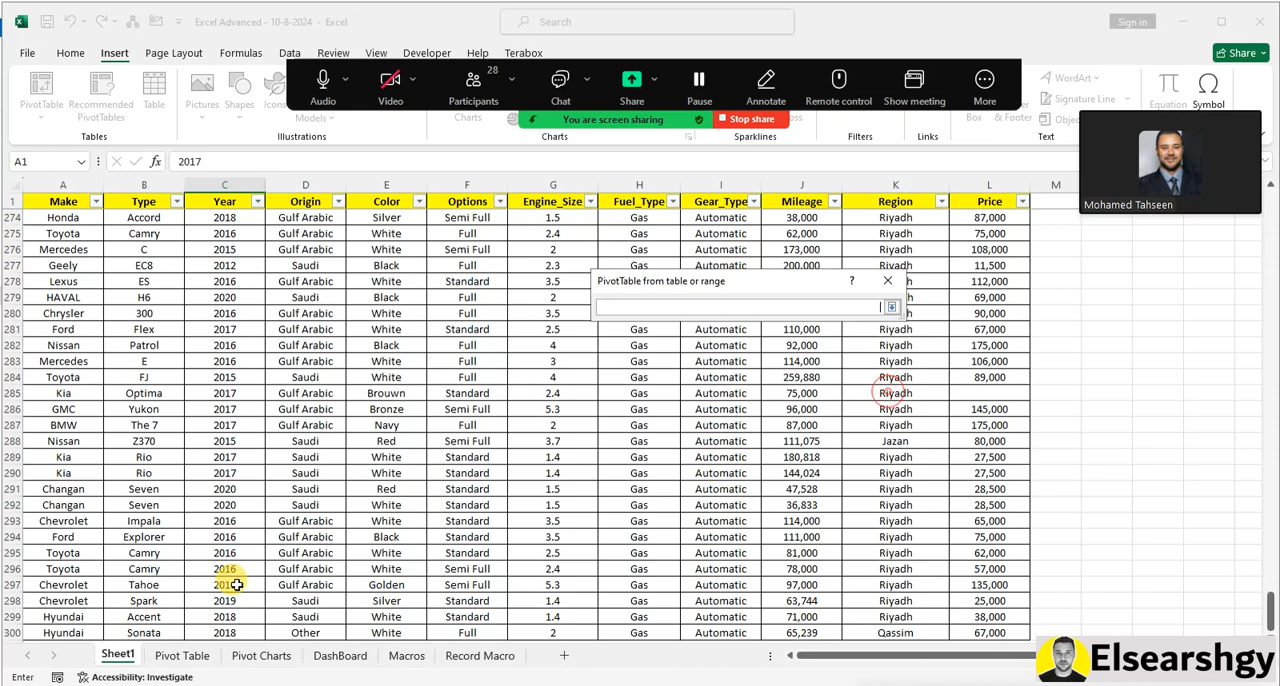 Excel Advanced - 10-8-2024 - Excel
Search
Sign in
File Home Insert Page Layout Formulas Data Review View Developer Help Terabox
Share
PivotTable
Recommended PivotTables
Table
Tables
Pictures
Shapes
Models
Illustrations
Audio
Video
28
Participants
Chat
Share
Pause
Annotate
Remote control
Show meeting
More
You are screen sharing
Stop share
Charts
Charts
Sparklines
Filters
Links
Box
& Footer
WordArt
Signature Line
Text
Equation
Symbol
Mohamed Tahseen
A1
fx
2017
A B C D E F G H I J K L M
1 Make Type Year Origin Color Options Engine_Size Fuel_Type Gear_Type Mileage Region Price
274 Honda Accord 2018 Gulf Arabic Silver Semi Full 1.5 Gas Automatic 38,000 Riyadh 87,000
275 Toyota Camry 2016 Gulf Arabic White Full 2.4 Gas Automatic 62,000 Riyadh 75,000
276 Mercedes C 2015 Gulf Arabic White Semi Full 2 Gas Automatic 173,000 Riyadh 108,000
277 Geely EC8 2012 Saudi Black Full 2.3 Gas Automatic 200,000 Riyadh 11,500
278 Lexus ES 2016 Gulf Arabic White Standard 3.5 Riyadh 112,000
279 HAVAL H6 2020 Saudi Black Full 2 69,000
280 Chrysler 300 2016 Gulf Arabic White Full 3.5 90,000
PivotTable from table or range
281 Ford Flex 2017 Gulf Arabic White Standard 2.5 Gas Automatic 110,000 Riyadh 67,000
282 Nissan Patrol 2016 Gulf Arabic Black Full 4 Gas Automatic 92,000 Riyadh 175,000
283 Mercedes E 2016 Gulf Arabic White Full 3 Gas Automatic 114,000 Riyadh 106,000
284 Toyota FJ 2015 Saudi White Full 4 Gas Automatic 259,880 Riyadh 89,000
285 Kia Optima 2017 Gulf Arabic Brouwn Standard 2.4 Gas Automatic 75,000 Riyadh
286 GMC Yukon 2017 Gulf Arabic Bronze Semi Full 5.3 Gas Automatic 96,000 Riyadh 145,000
287 BMW The 7 2017 Gulf Arabic Navy Full 2 Gas Automatic 87,000 Riyadh 175,000
288 Nissan Z370 2015 Saudi Red Semi Full 3.7 Gas Automatic 111,075 Jazan 80,000
289 Kia Rio 2017 Saudi White Semi Full 1.4 Gas Automatic 180,818 Riyadh 27,500
290 Kia Rio 2017 Saudi White Standard 1.4 Gas Automatic 144,024 Riyadh 27,500
291 Changan Seven 2020 Saudi Red Standard 1.5 Gas Automatic 47,528 Riyadh 28,500
292 Changan Seven 2020 Saudi White Standard 1.5 Gas Automatic 36,833 Riyadh 28,500
293 Chevrolet Impala 2016 Gulf Arabic White Standard 3.5 Gas Automatic 114,000 Riyadh 65,000
294 Ford Explorer 2016 Gulf Arabic Black Standard 3.5 Gas Automatic 111,000 Riyadh 75,000
295 Toyota Camry 2016 Gulf Arabic White Standard 2.5 Gas Automatic 81,000 Riyadh 62,000
296 Toyota Camry 2016 Gulf Arabic White Semi Full 2.4 Gas Automatic 78,000 Riyadh 57,000
297 Chevrolet Tahoe Gulf Arabic Golden Semi Full 5.3 Gas Automatic 97,000 Riyadh 135,000
298 Chevrolet Spark 2019 Saudi Silver Standard 1.4 Gas Automatic 63,744 Riyadh 25,000
299 Hyundai Accent 2018 Saudi White Standard 1.4 Gas Automatic 71,000 Riyadh 38,000
300 Hyundai Sonata 2018 Other White Full 2 Gas Automatic 65,239 Qassim 67,000
Sheet1 Pivot Table Pivot Charts DashBoard Macros Record Macro
Enter
Accessibility: Investigate
Elsearshgy